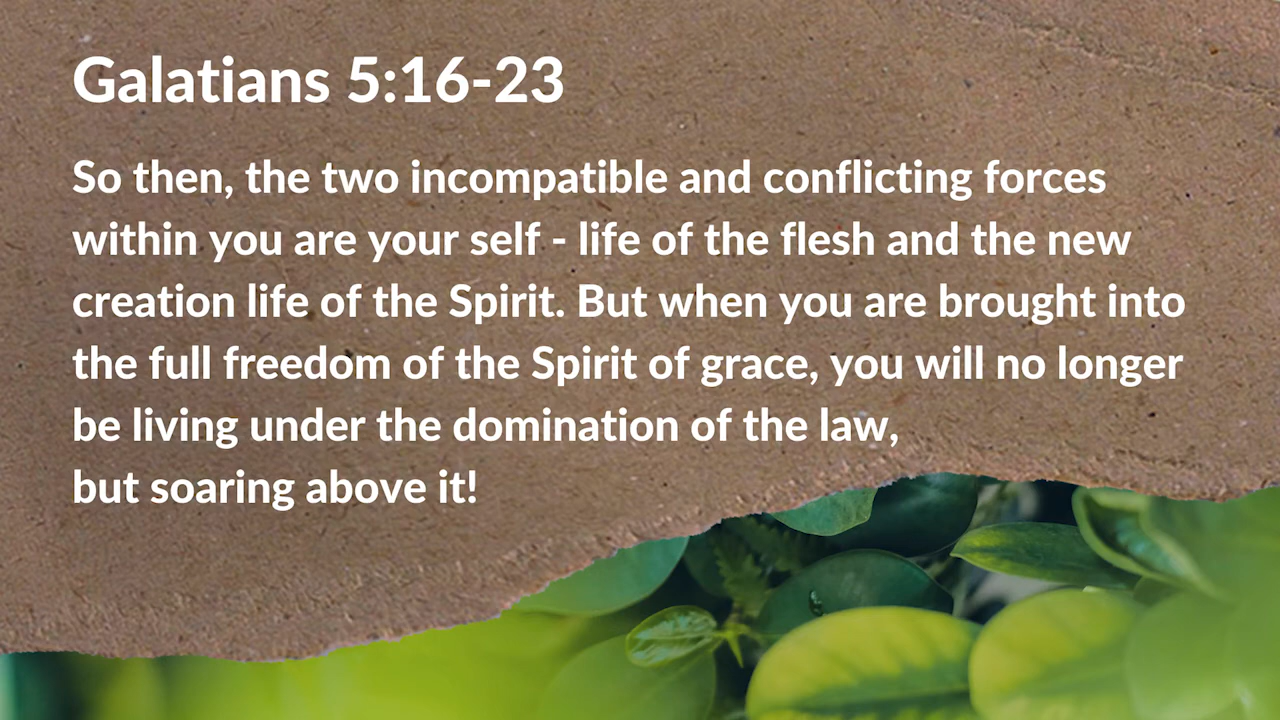 Galatians 5:16-23
So then, the two incompatible and conflicting forces
within you are your self - life of the flesh and the new
creation life of the Spirit. But when you are brought into
the full freedom of the Spirit of grace, you will no longer
be living under the domination of the law,
but soaring above it!